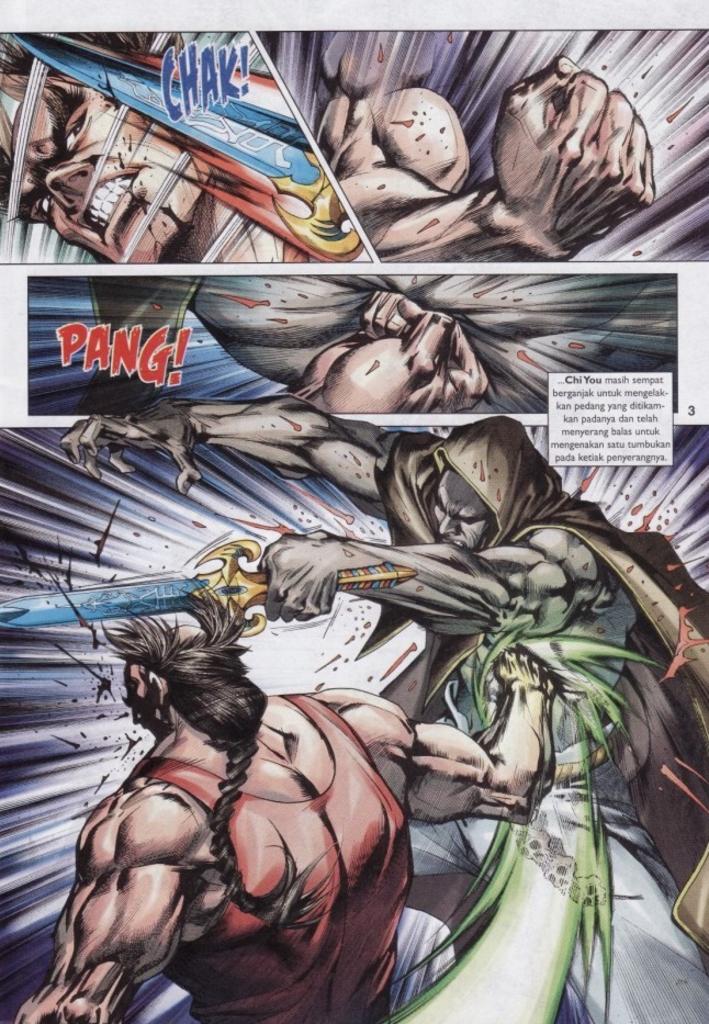 CHAK!
PANG!
...Chi You masih sempat
berganjak untuk mengelak-
kan pedang yang ditikam-
kan padanya dan telah
menyerang balas untuk
mengenakan satu tumbukan
pada ketiak penyerangnya.
3